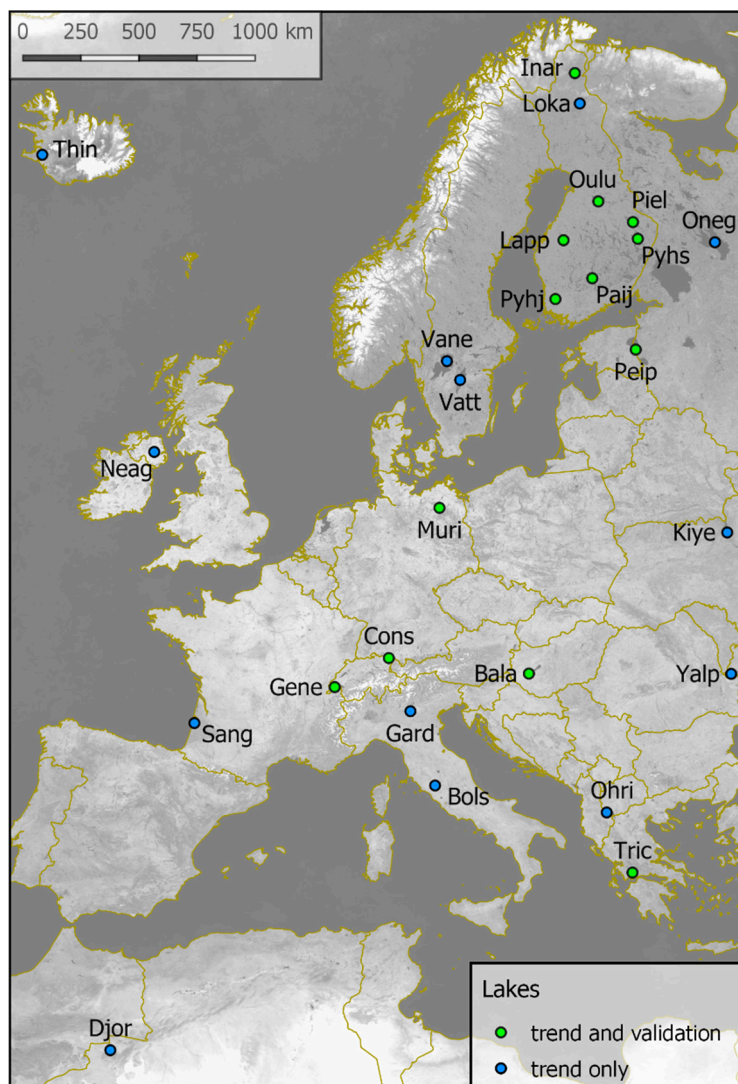 0 250 500 750 1000 km
Inar
Loka
Thin
Oulu
Piel
Oneg
Lapp
Pyhs
Pyhj
Paij
Vane
Peip
Vatt
Neag
Muri
Kiye
Cons
Gene
Bala
Yalp
Sang
Gard
Bols
Ohri
Tric
Lakes
trend and validation
Djor
trend only